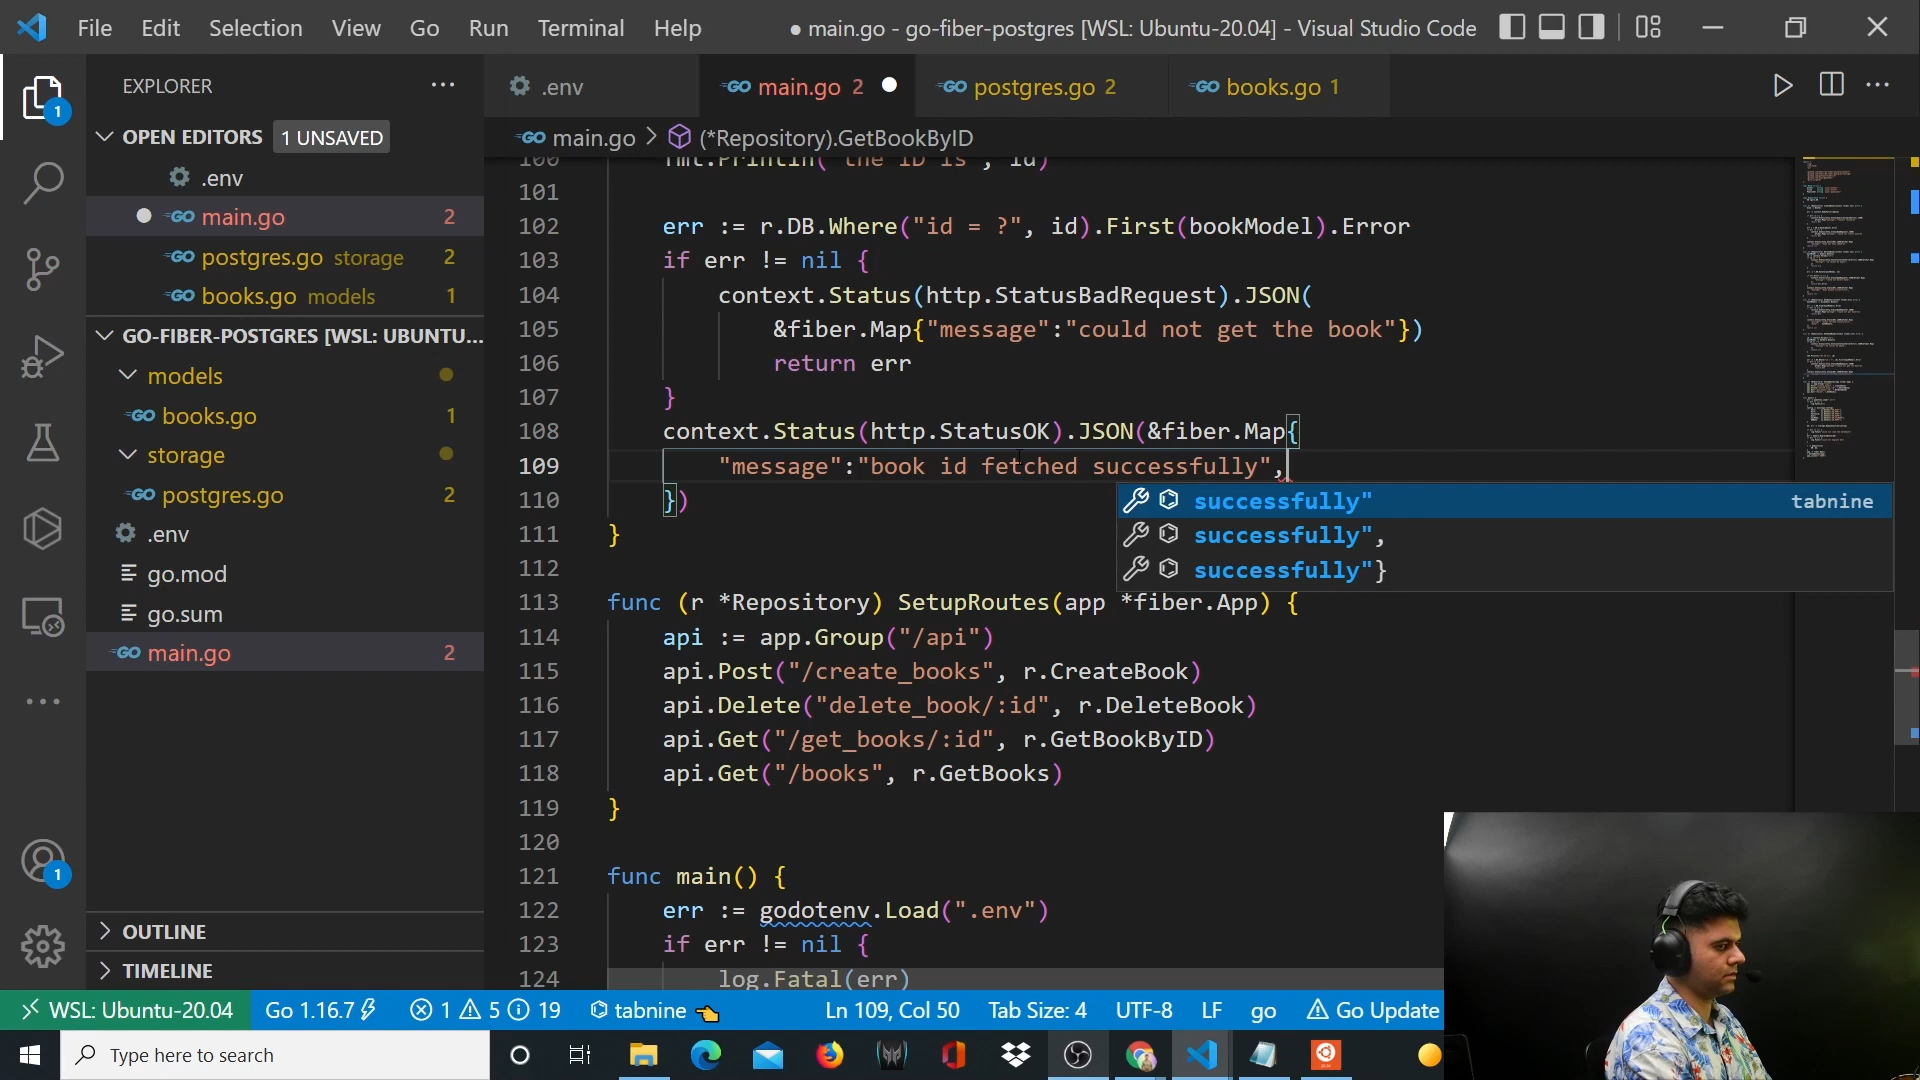 File Edit Selection View Go Run Terminal Help
● main.go - go-fiber-postgres [WSL: Ubuntu-20.04] - Visual Studio Code
EXPLORER
OPEN EDITORS 1 UNSAVED
.env
main.go 2
postgres.go storage 2
books.go models 1
GO-FIBER-POSTGRES [WSL: UBUNTU...
models
books.go 1
storage
postgres.go 2
.env
go.mod
go.sum
main.go 2
OUTLINE
TIMELINE
1
1
.env
main.go 2
postgres.go 2
books.go 1
main.go > (*Repository).GetBookByID
100 fmt.Println("the ID is", id)
101
102 err := r.DB.Where("id = ?", id).First(bookModel).Error
103 if err != nil {
104 context.Status(http.StatusBadRequest).JSON(
105 &fiber.Map{"message":"could not get the book"})
106 return err
107 }
108 context.Status(http.StatusOK).JSON(&fiber.Map{
109 "message":"book id fetched successfully",
110 })
111 }
112
113 func (r *Repository) SetupRoutes(app *fiber.App) {
114 api := app.Group("/api")
115 api.Post("/create_books", r.CreateBook)
116 api.Delete("delete_book/:id", r.DeleteBook)
117 api.Get("/get_books/:id", r.GetBookByID)
118 api.Get("/books", r.GetBooks)
119 }
120
121 func main() {
122 err := godotenv.Load(".env")
123 if err != nil {
124 log.Fatal(err)
successfully" tabnine
successfully",
successfully"}
WSL: Ubuntu-20.04 Go 1.16.7 1 5 19 tabnine Ln 109, Col 50 Tab Size: 4 UTF-8 LF go Go Update
Type here to search